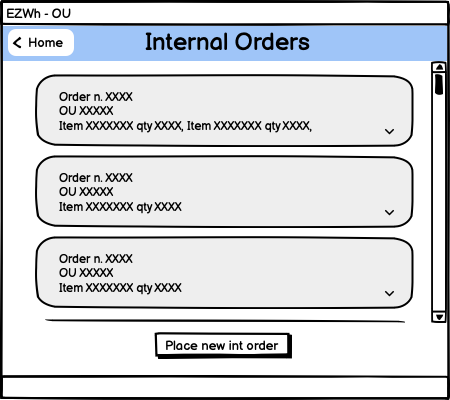 EZWh - OU
Home
Internal Orders
Order n. XXXX
OU XXXXX
Item XXXXXXX qty XXXX, Item XXXXXXX qty XXXX,
Order n. XXXX
OU XXXXX
Item XXXXXXX qty XXXX
Order n. XXXX
OU XXXXX
Item XXXXXXX qty XXXX
Place new int order